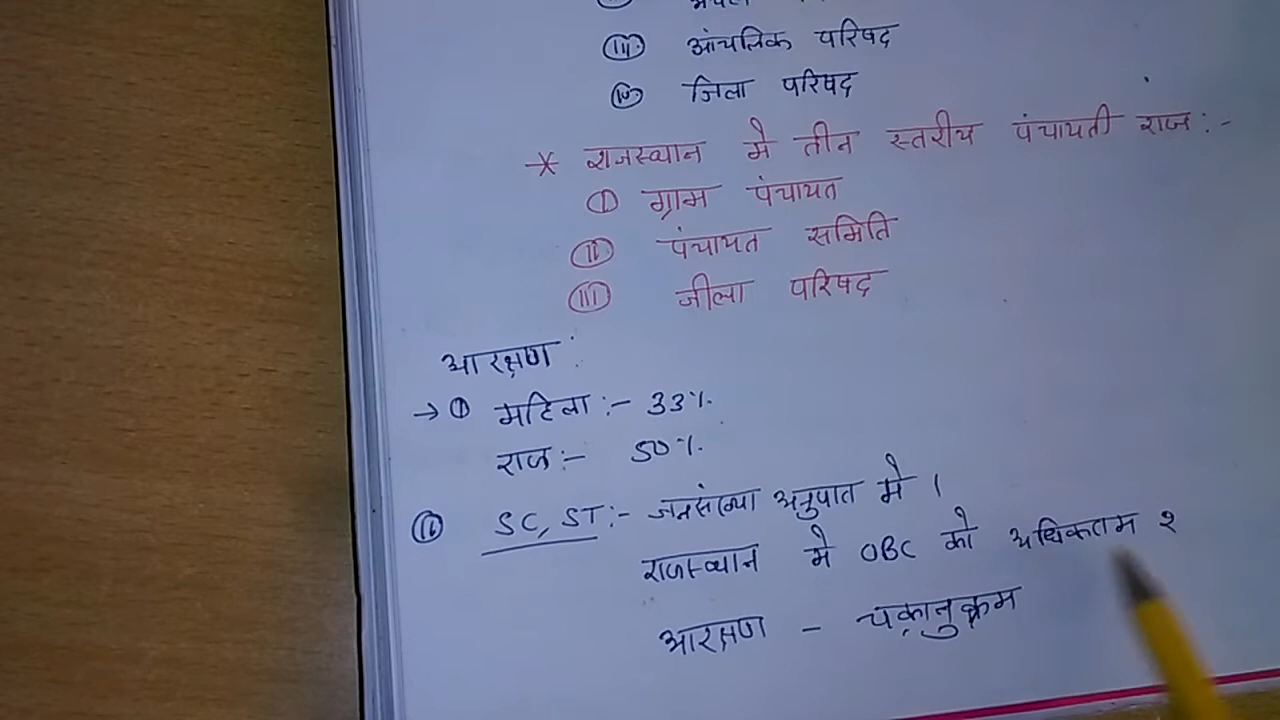 (iii) आंचलिक परिषद
(iv) जिला परिषद
* राजस्थान मे तीन स्तरीय पंचायती राज :-
(I) ग्राम पंचायत
(II) पंचायत समिति
(III) जीला परिषद
आरक्षण :
→ (I) महिला :- 33%.
राज :- 50%.
(II) SC, ST :- जनसंख्या अनुपात मे ।
राजस्थान मे OBC को अधिकतम २
आरक्षण - चक्रानुक्रम